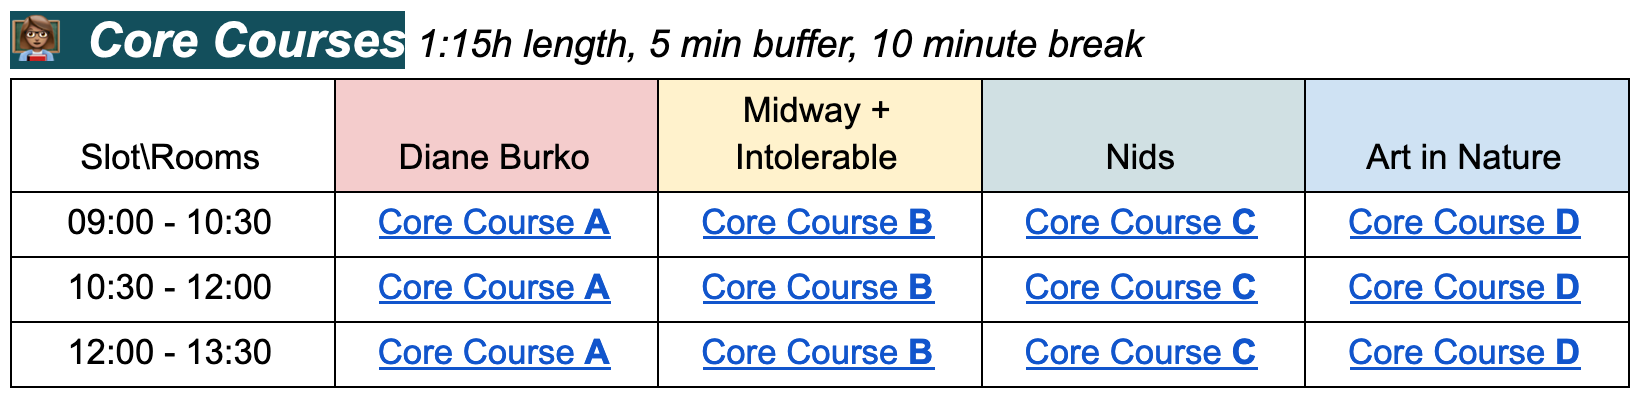 Core Courses 1:15h length, 5 min buffer, 10 minute break
Slot\Rooms Diane Burko Midway + Intolerable Nids Art in Nature
09:00 - 10:30 Core Course A Core Course B Core Course C Core Course D
10:30 - 12:00 Core Course A Core Course B Core Course C Core Course D
12:00 - 13:30 Core Course A Core Course B Core Course C Core Course D